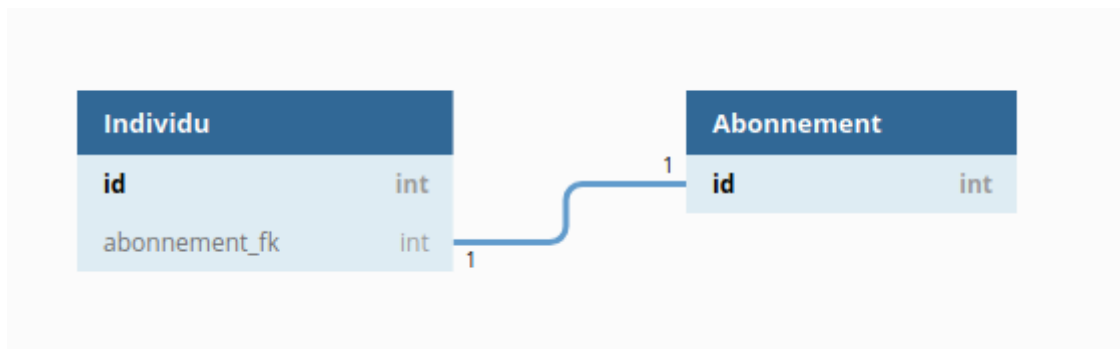 Individu
id int
abonnement_fk int
1
1
Abonnement
id int